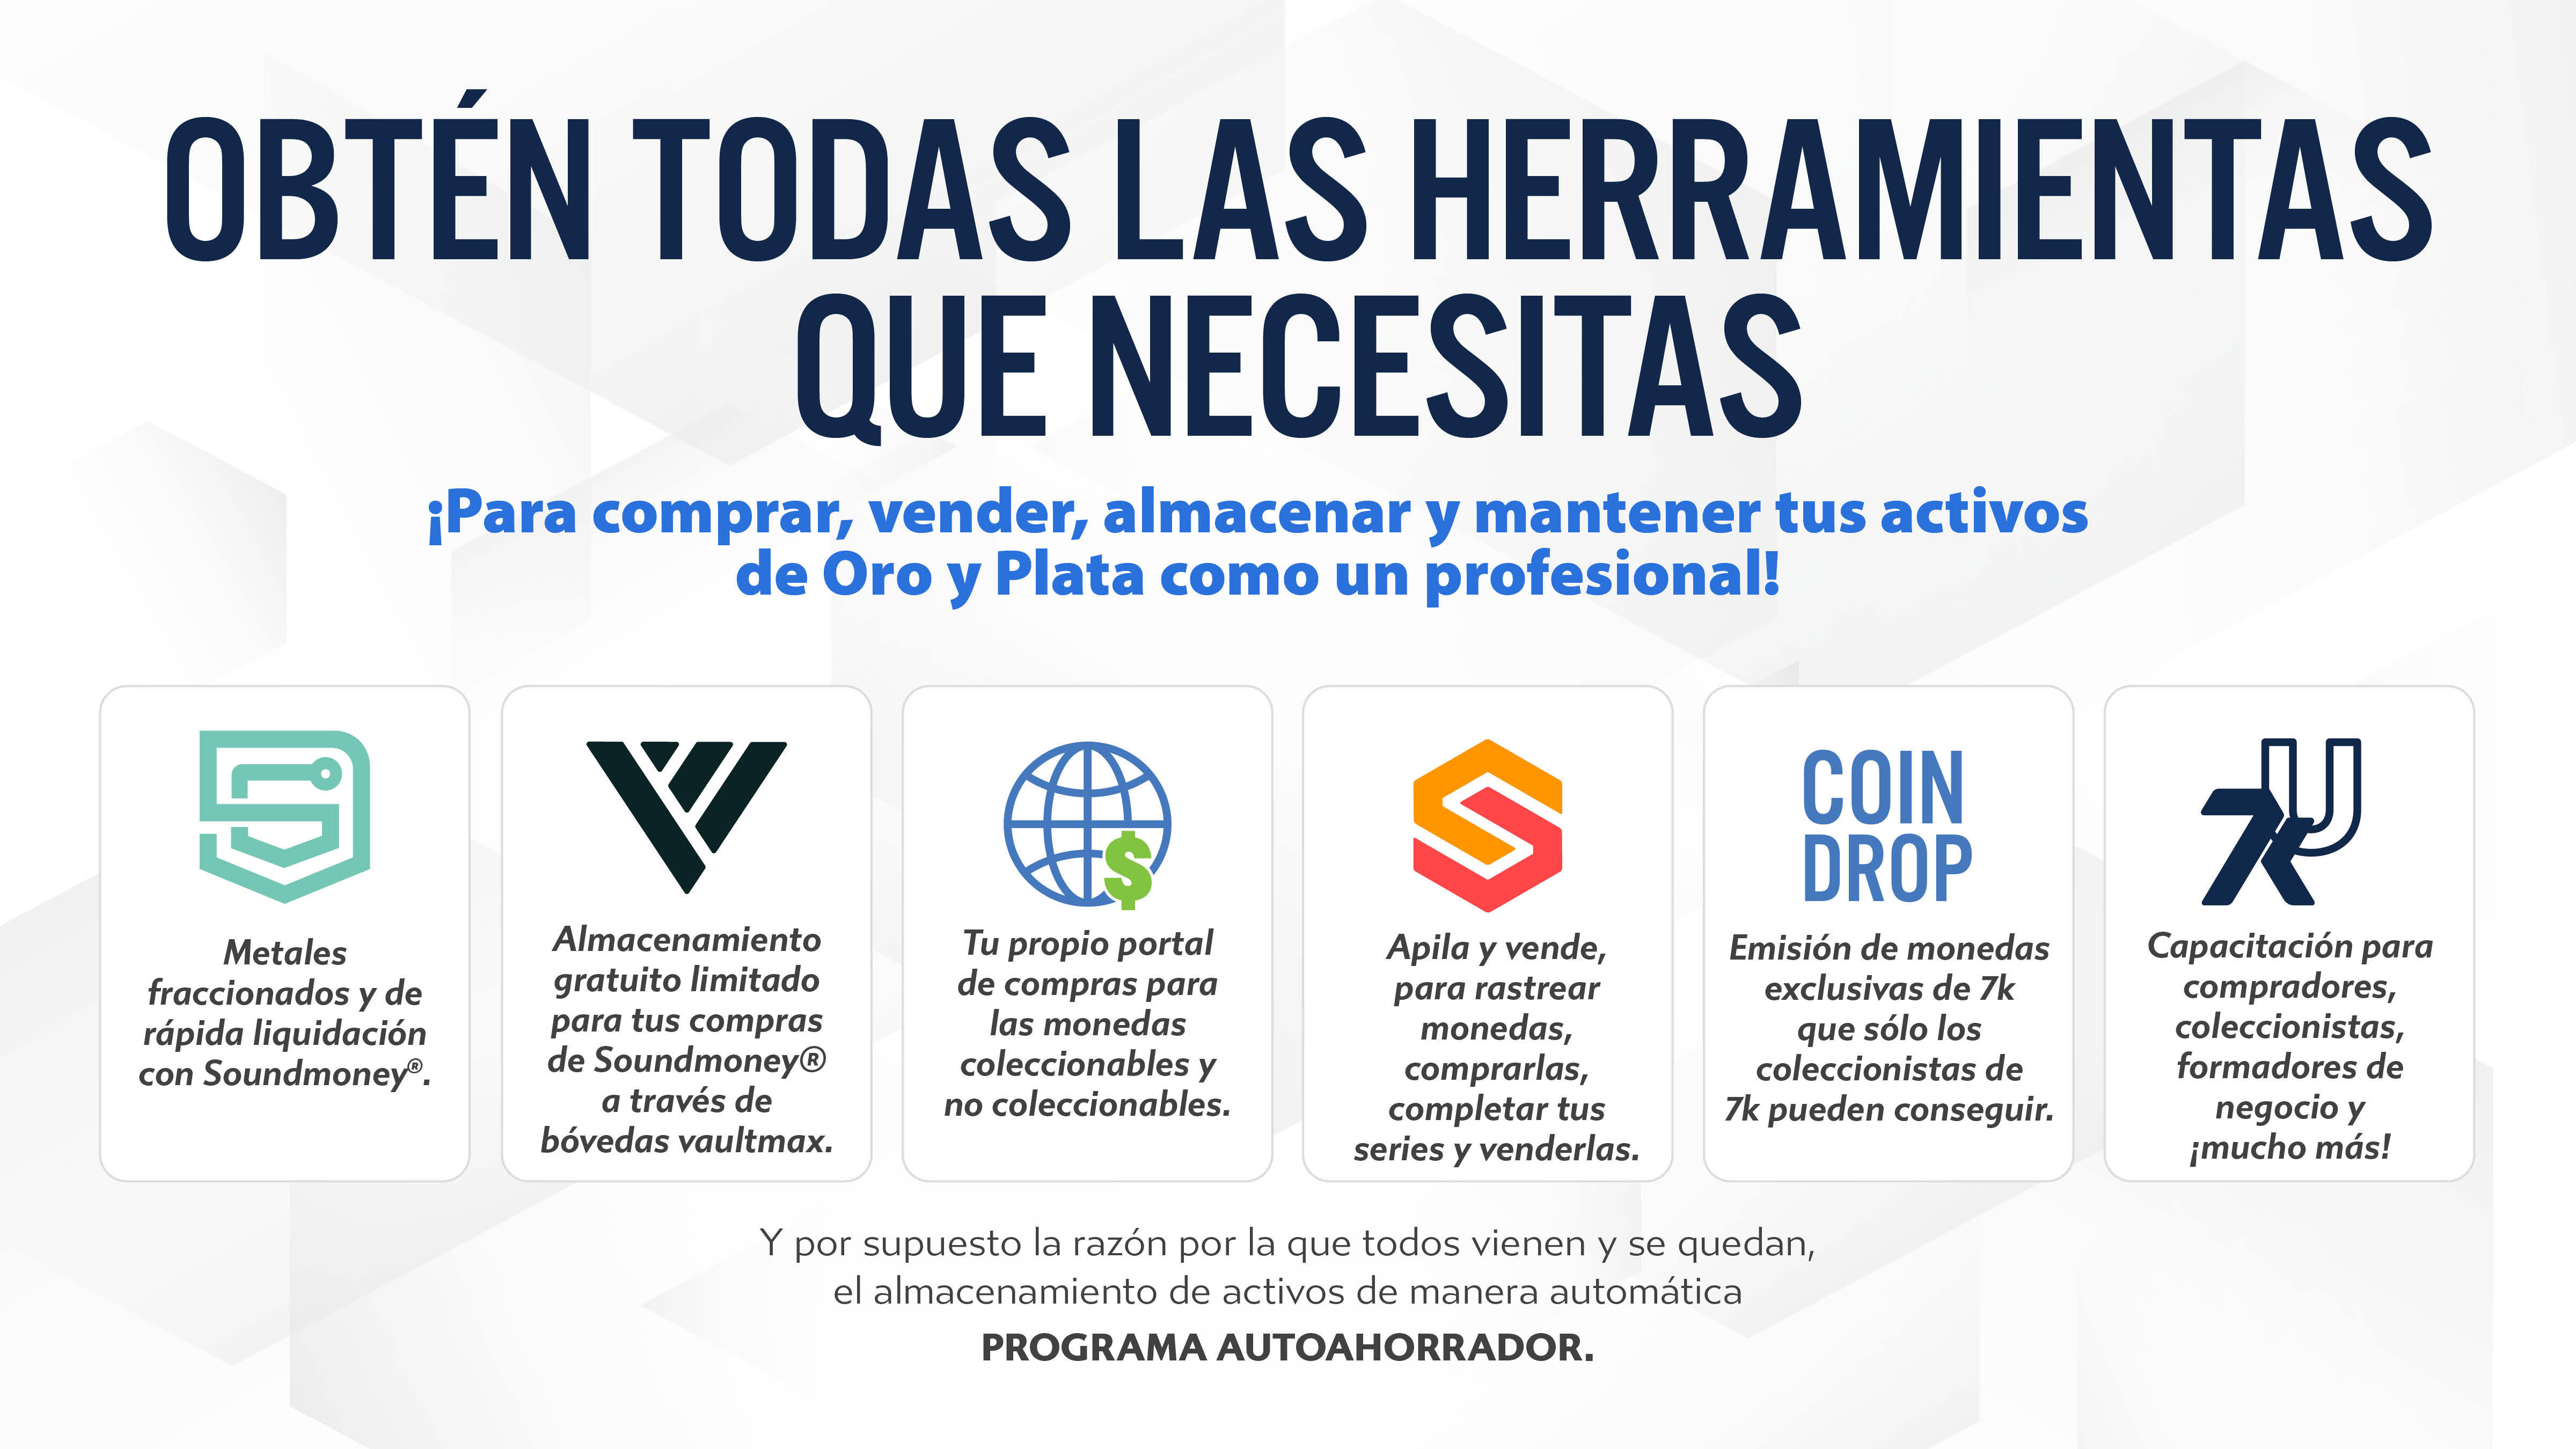 OBTÉN TODAS LAS HERRAMIENTAS
QUE NECESITAS
¡Para comprar, vender, almacenar y mantener tus activos
de Oro y Plata como un profesional!
Metales
fraccionados y de
rápida liquidación
con Soundmoney®.
Almacenamiento
gratuito limitado
para tus compras
de Soundmoney®
a través de
bóvedas vaultmax.
$
Tu propio portal
de compras para
las monedas
coleccionables y
no coleccionables.
Apila y vende,
para rastrear
monedas,
comprarlas,
completar tus
series y venderlas.
COIN
DROP
Emisión de monedas
exclusivas de 7k
que sólo los
coleccionistas de
7k pueden conseguir.
7KU
Capacitación para
compradores,
coleccionistas,
formadores de
negocio y
¡mucho más!
Y por supuesto la razón por la que todos vienen y se quedan,
el almacenamiento de activos de manera automática
PROGRAMA AUTOAHORRADOR.